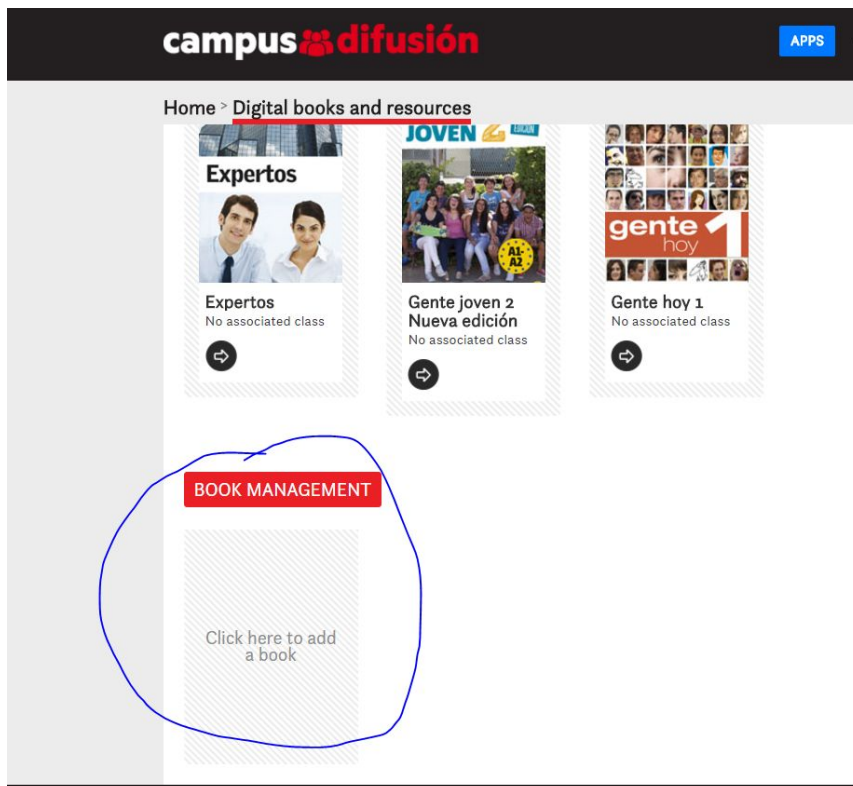 campus difusión
APPS
Home > Digital books and resources
Expertos
JOVEN 2
EDICIÓN
A1-
A2
gente 1
hoy
Expertos
No associated class
Gente joven 2
Nueva edición
No associated class
Gente hoy 1
No associated class
BOOK MANAGEMENT
Click here to add
a book